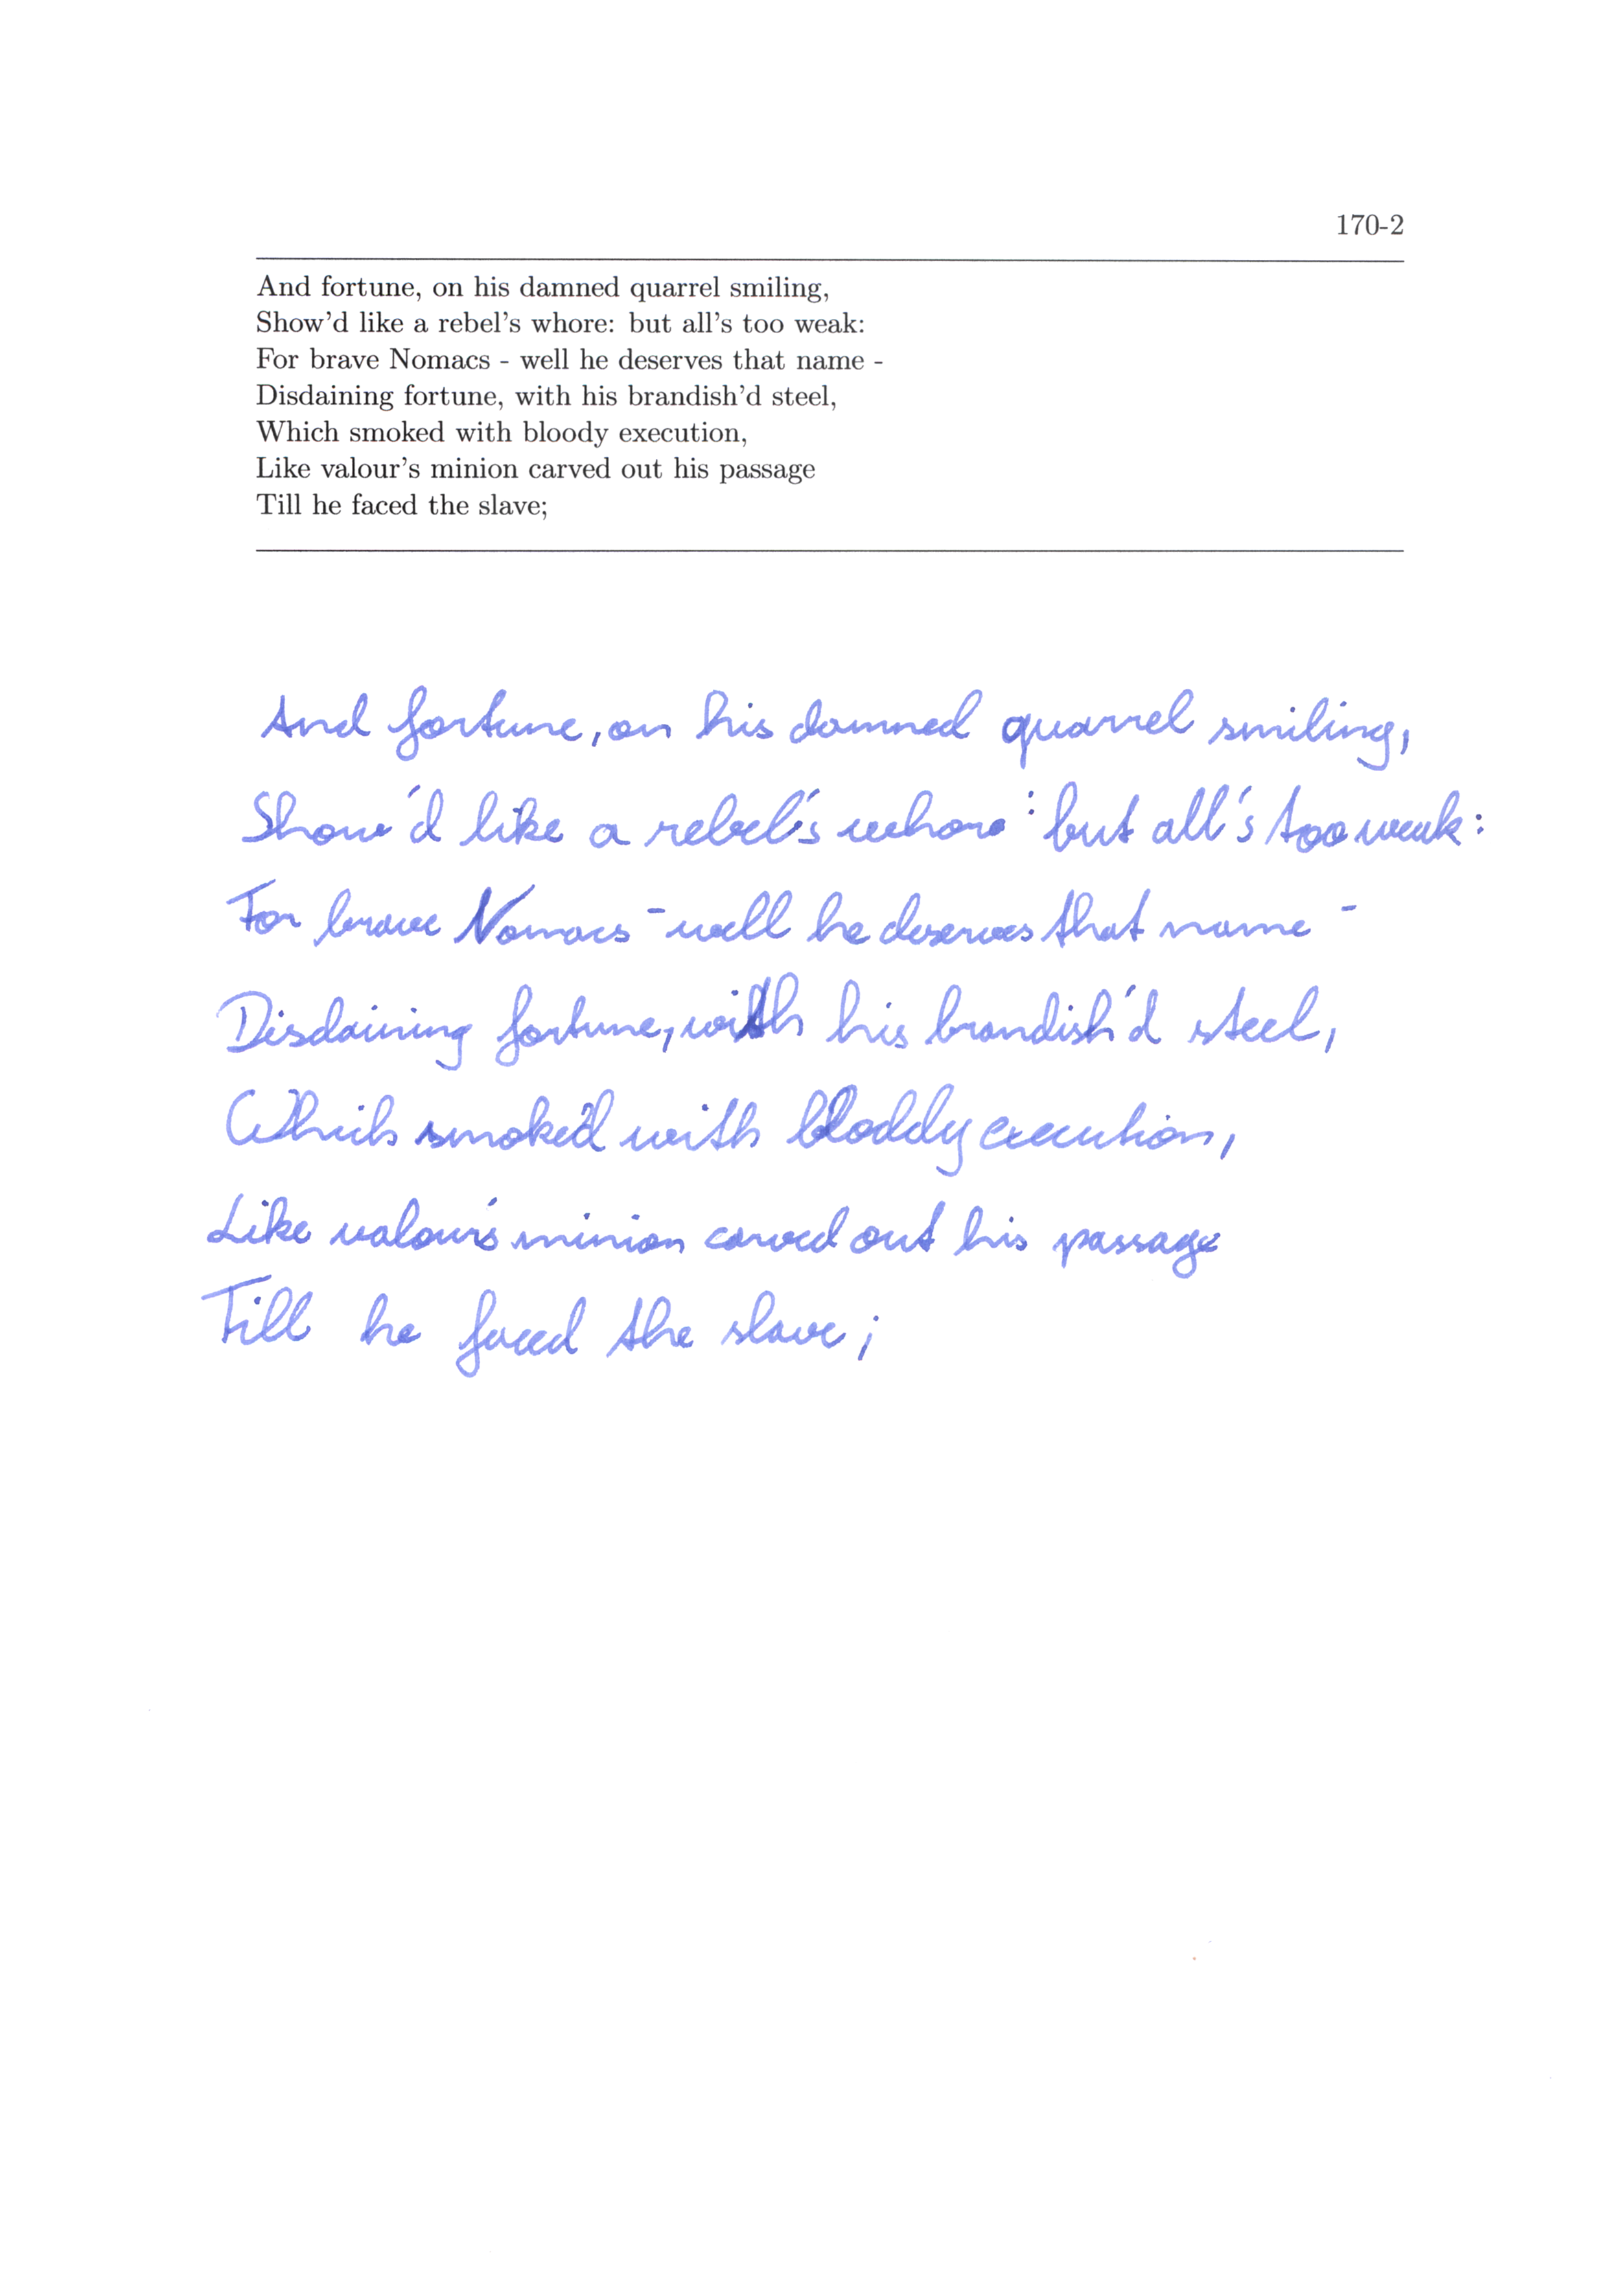 170-2
And fortune, on his damned quarrel smiling,
Show'd like a rebel's whore: but all's too weak:
For brave Nomacs - well he deserves that name -
Disdaining fortune, with his brandish'd steel,
Which smoked with bloody execution,
Like valour's minion carved out his passage
Till he faced the slave;
And fortune, on his damned quarrel smiling,
Show'd like a rebel's whore : but all's too weak:
For brave Nomacs - well he deserves that name -
Disdaining fortune, with his brandish'd steel,
Which smoke'd with bloddy execution,
Like valour's minion carved out his passage
Till he faced the slave;